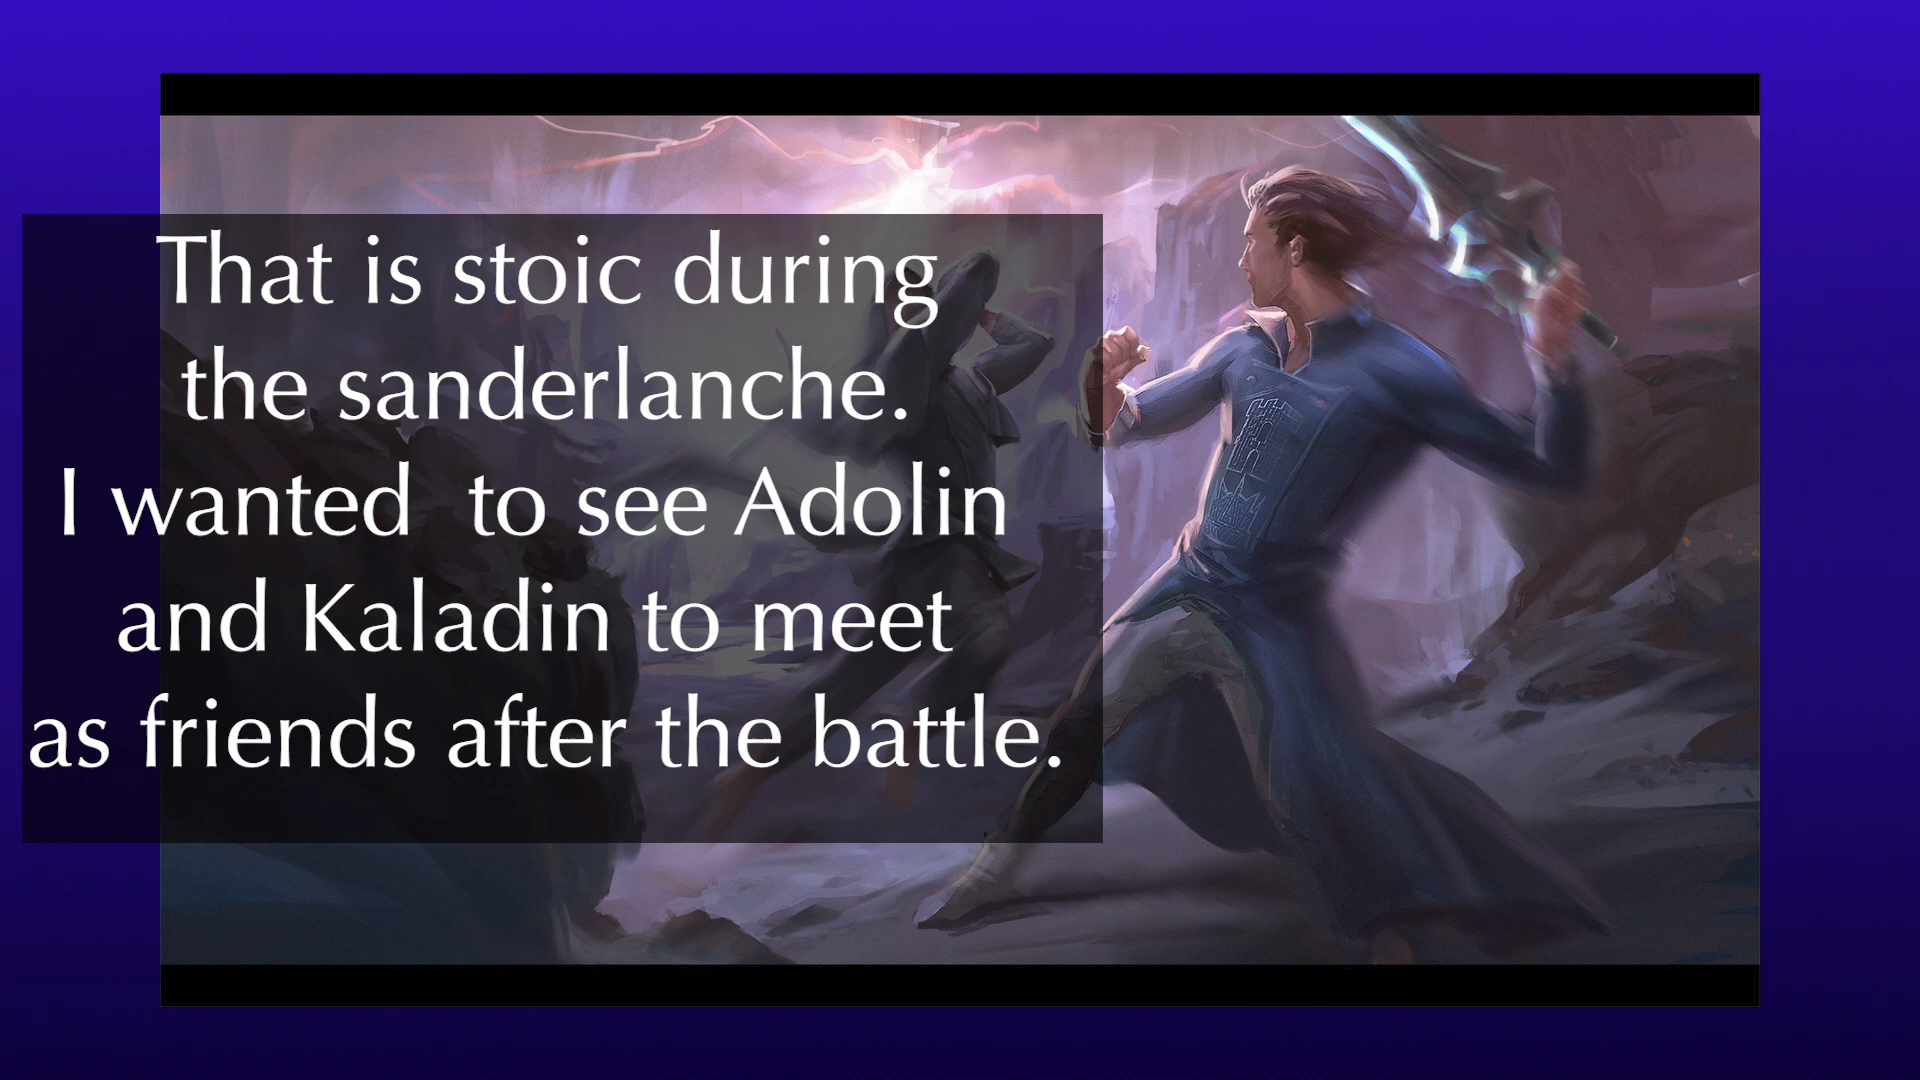 That is stoic during
the sanderlanche.
I wanted  to see Adolin
and Kaladin to meet
as friends after the battle.